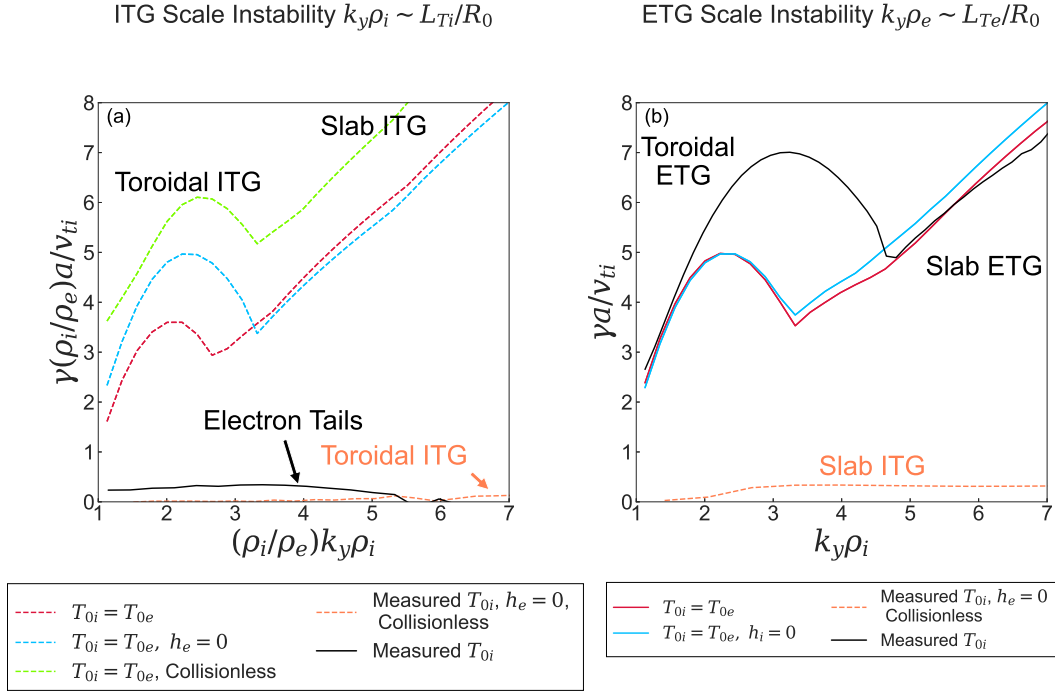 ITG Scale Instability k_yρ_i ~ L_Ti/R_0
ETG Scale Instability k_yρ_e ~ L_Te/R_0
(a)
Slab ITG
Toroidal ITG
Electron Tails
Toroidal ITG
γ(ρ_i/ρ_e)a/v_ti
0 1 2 3 4 5 6 7 8
1 2 3 4 5 6 7
(ρ_i/ρ_e)k_yρ_i
(b)
Toroidal
ETG
Slab ETG
Slab ITG
γa/v_ti
0 1 2 3 4 5 6 7 8
1 2 3 4 5 6 7
k_yρ_i
T_0i = T_0e
T_0i = T_0e, h_e = 0
T_0i = T_0e, Collisionless
Measured T_0i, h_e = 0,
Collisionless
Measured T_0i
T_0i = T_0e
T_0i = T_0e, h_i = 0
Measured T_0i, h_e = 0
Collisionless
Measured T_0i